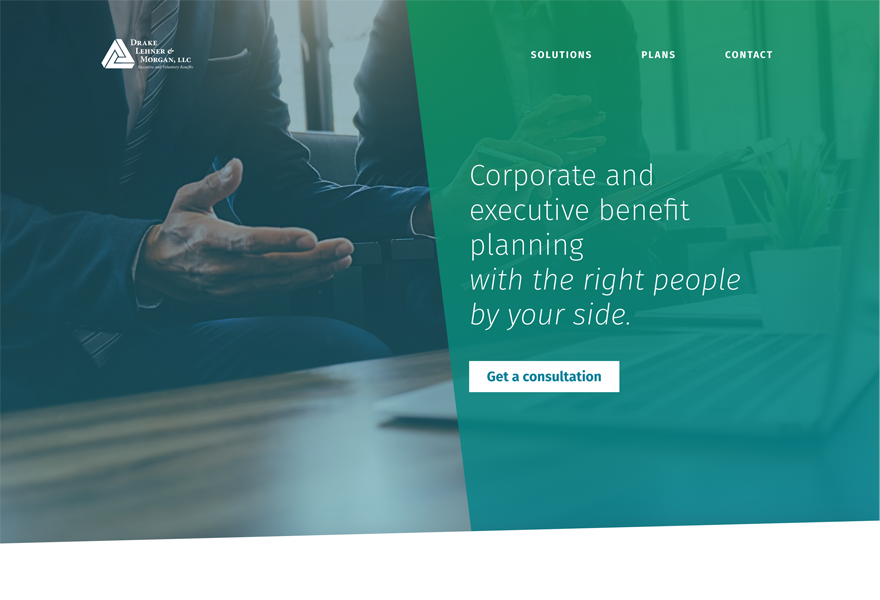 Drake
Lehner &
Morgan, LLC
Executive and Voluntary Benefits
SOLUTIONS
PLANS
CONTACT
Corporate and
executive benefit
planning
with the right people
by your side.
Get a consultation